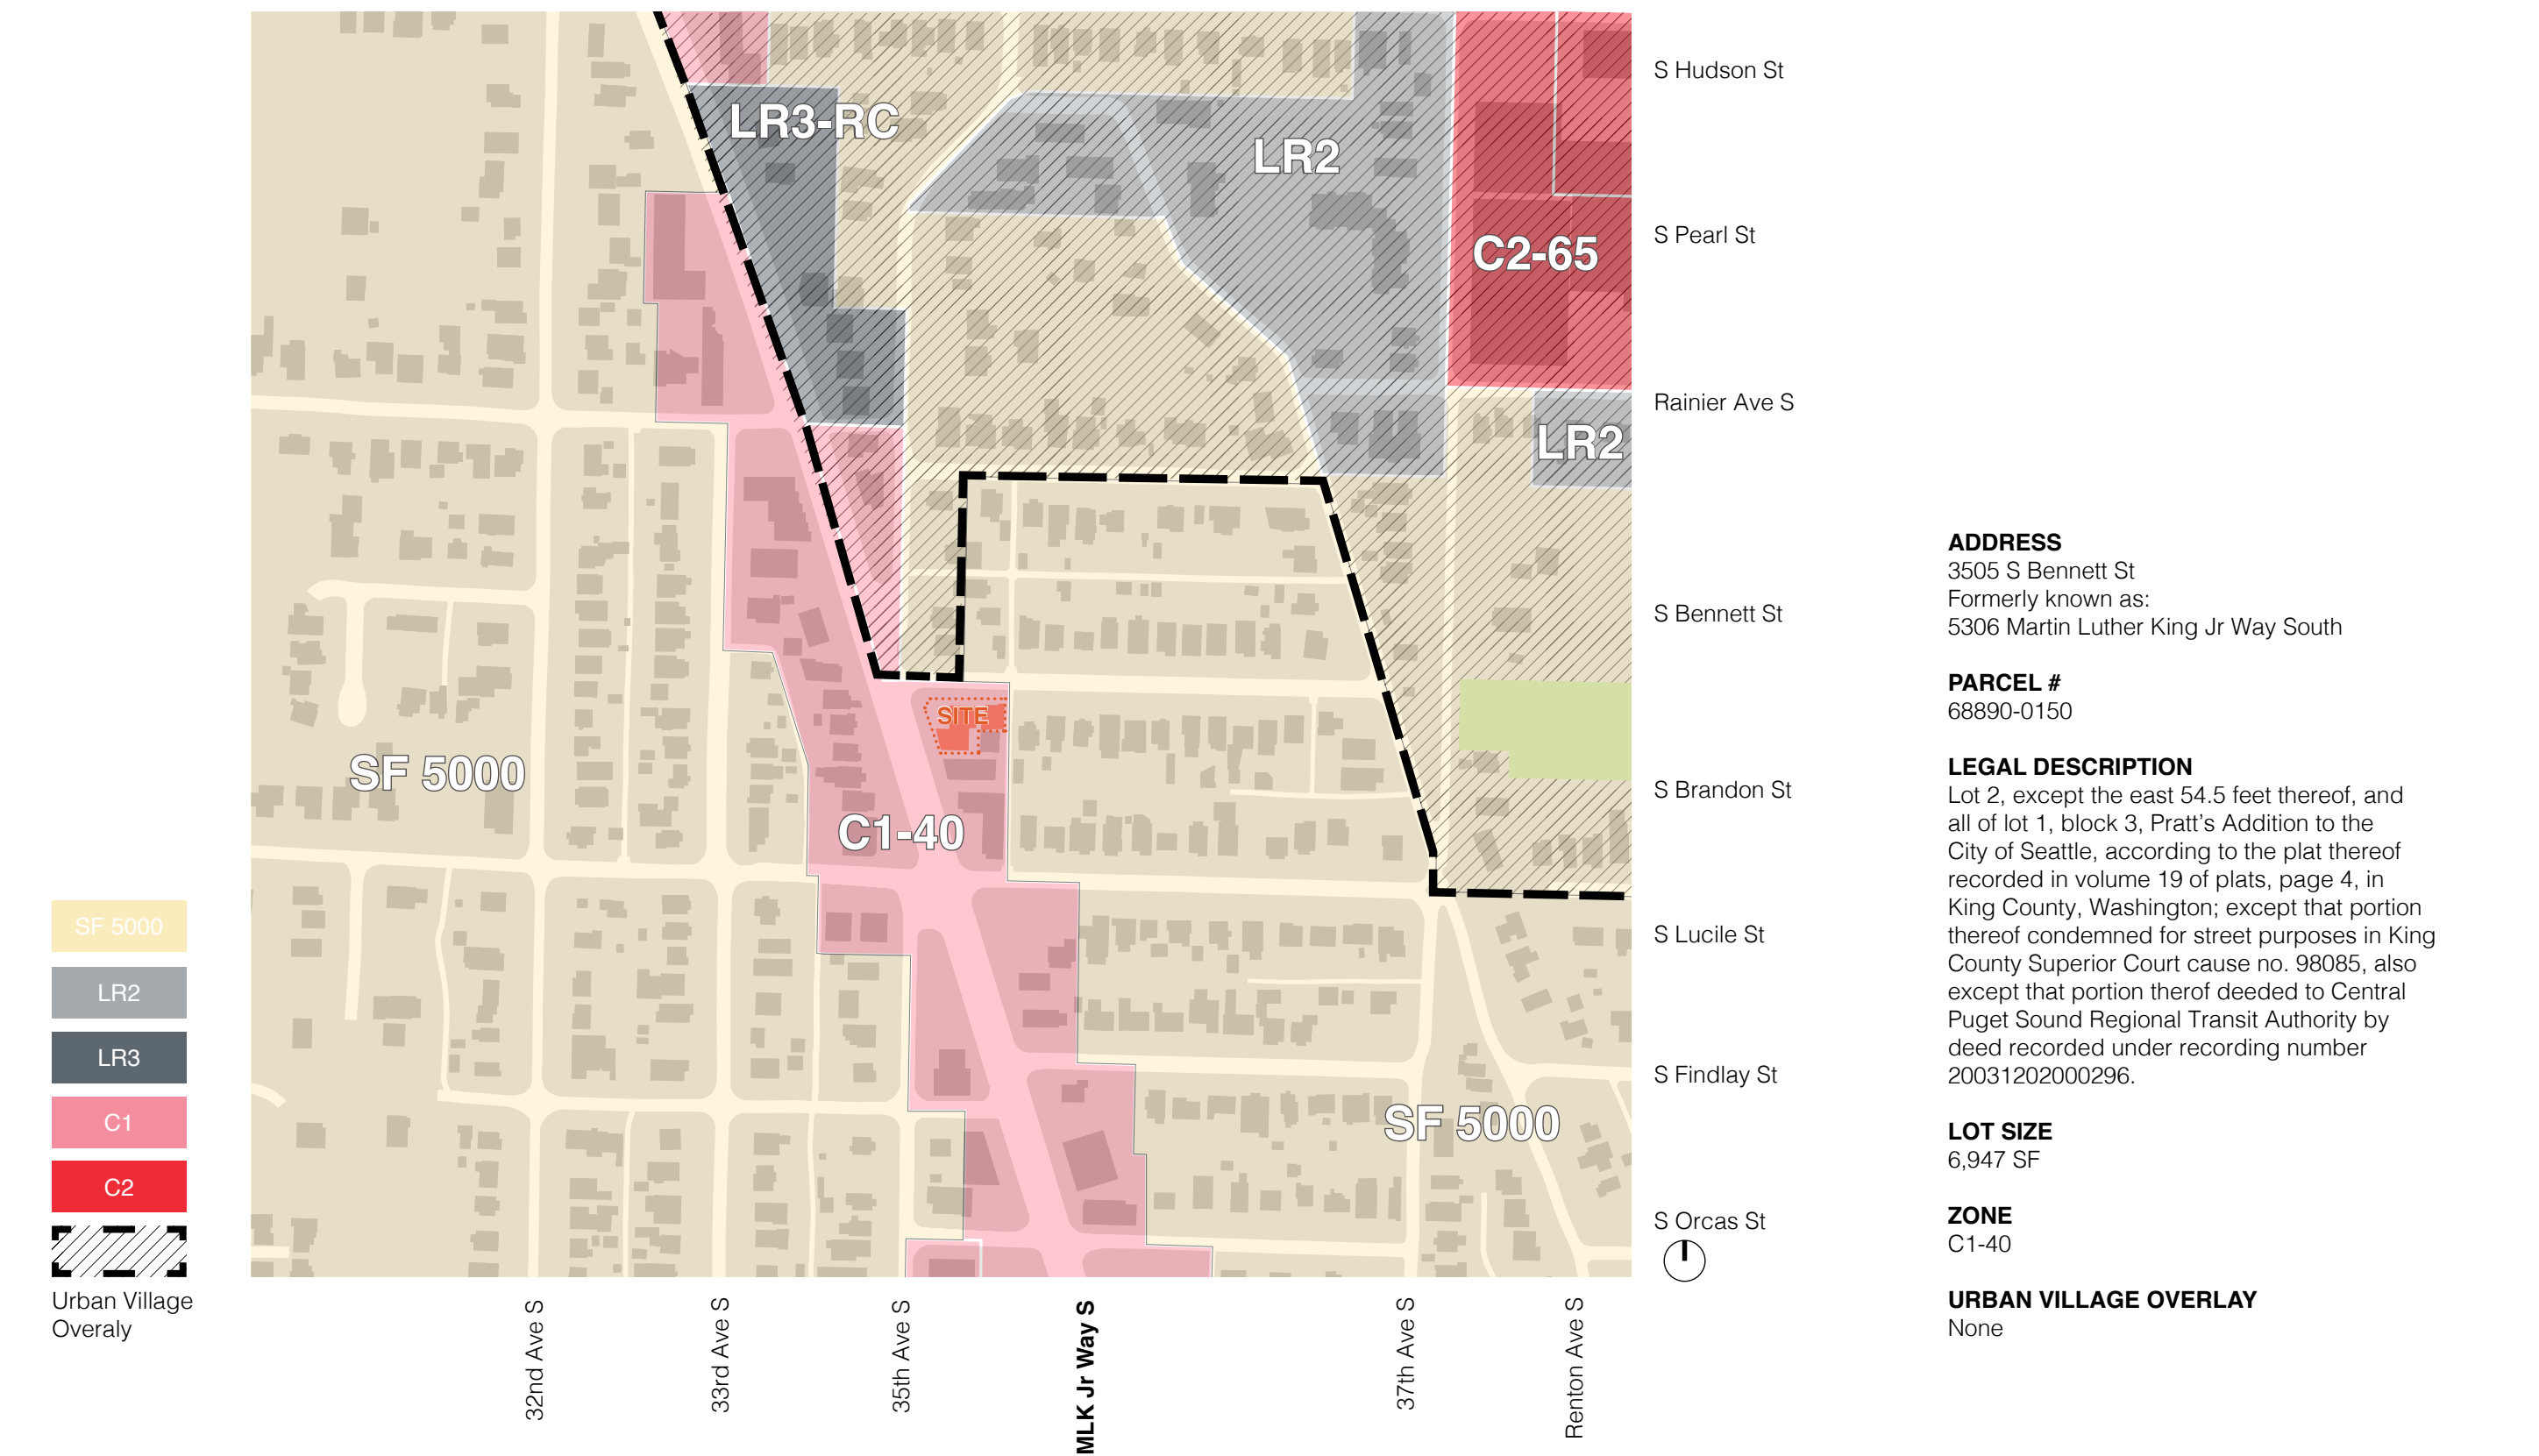 LR3-RC
LR2
C2-65
LR2
SITE
SF 5000
C1-40
SF 5000
S Hudson St
S Pearl St
Rainier Ave S
S Bennett St
S Brandon St
S Lucile St
S Findlay St
S Orcas St
SF 5000
LR2
LR3
C1
C2
Urban Village
Overaly
32nd Ave S
33rd Ave S
35th Ave S
MLK Jr Way S
37th Ave S
Renton Ave S
ADDRESS
3505 S Bennett St
Formerly known as:
5306 Martin Luther King Jr Way South
PARCEL #
68890-0150
LEGAL DESCRIPTION
Lot 2, except the east 54.5 feet thereof, and
all of lot 1, block 3, Pratt's Addition to the
City of Seattle, according to the plat thereof
recorded in volume 19 of plats, page 4, in
King County, Washington; except that portion
thereof condemned for street purposes in King
County Superior Court cause no. 98085, also
except that portion therof deeded to Central
Puget Sound Regional Transit Authority by
deed recorded under recording number
20031202000296.
LOT SIZE
6,947 SF
ZONE
C1-40
URBAN VILLAGE OVERLAY
None